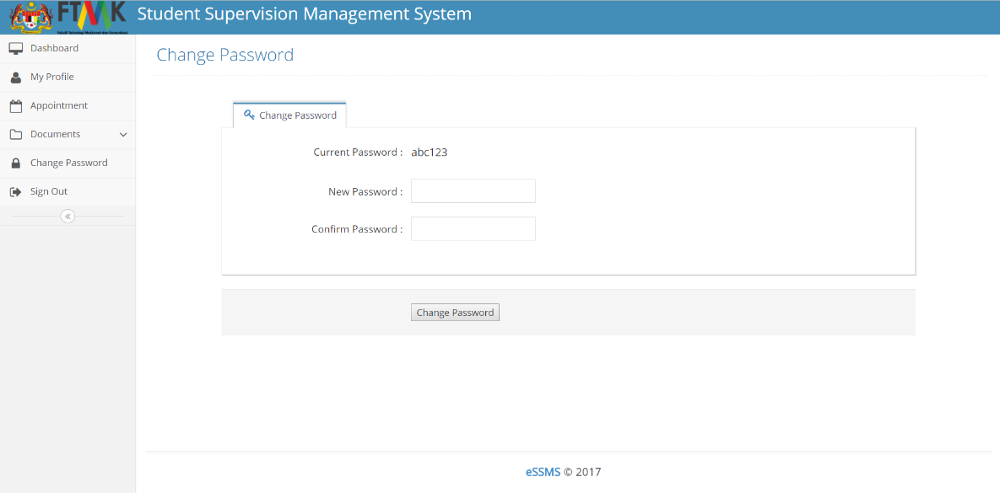 FTMK
Fakulti Teknologi Maklumat dan Komunikasi
Student Supervision Management System
Dashboard
My Profile
Appointment
Documents
Change Password
Sign Out
«
Change Password
Change Password
Current Password : abc123
New Password :
Confirm Password :
Change Password
eSSMS © 2017